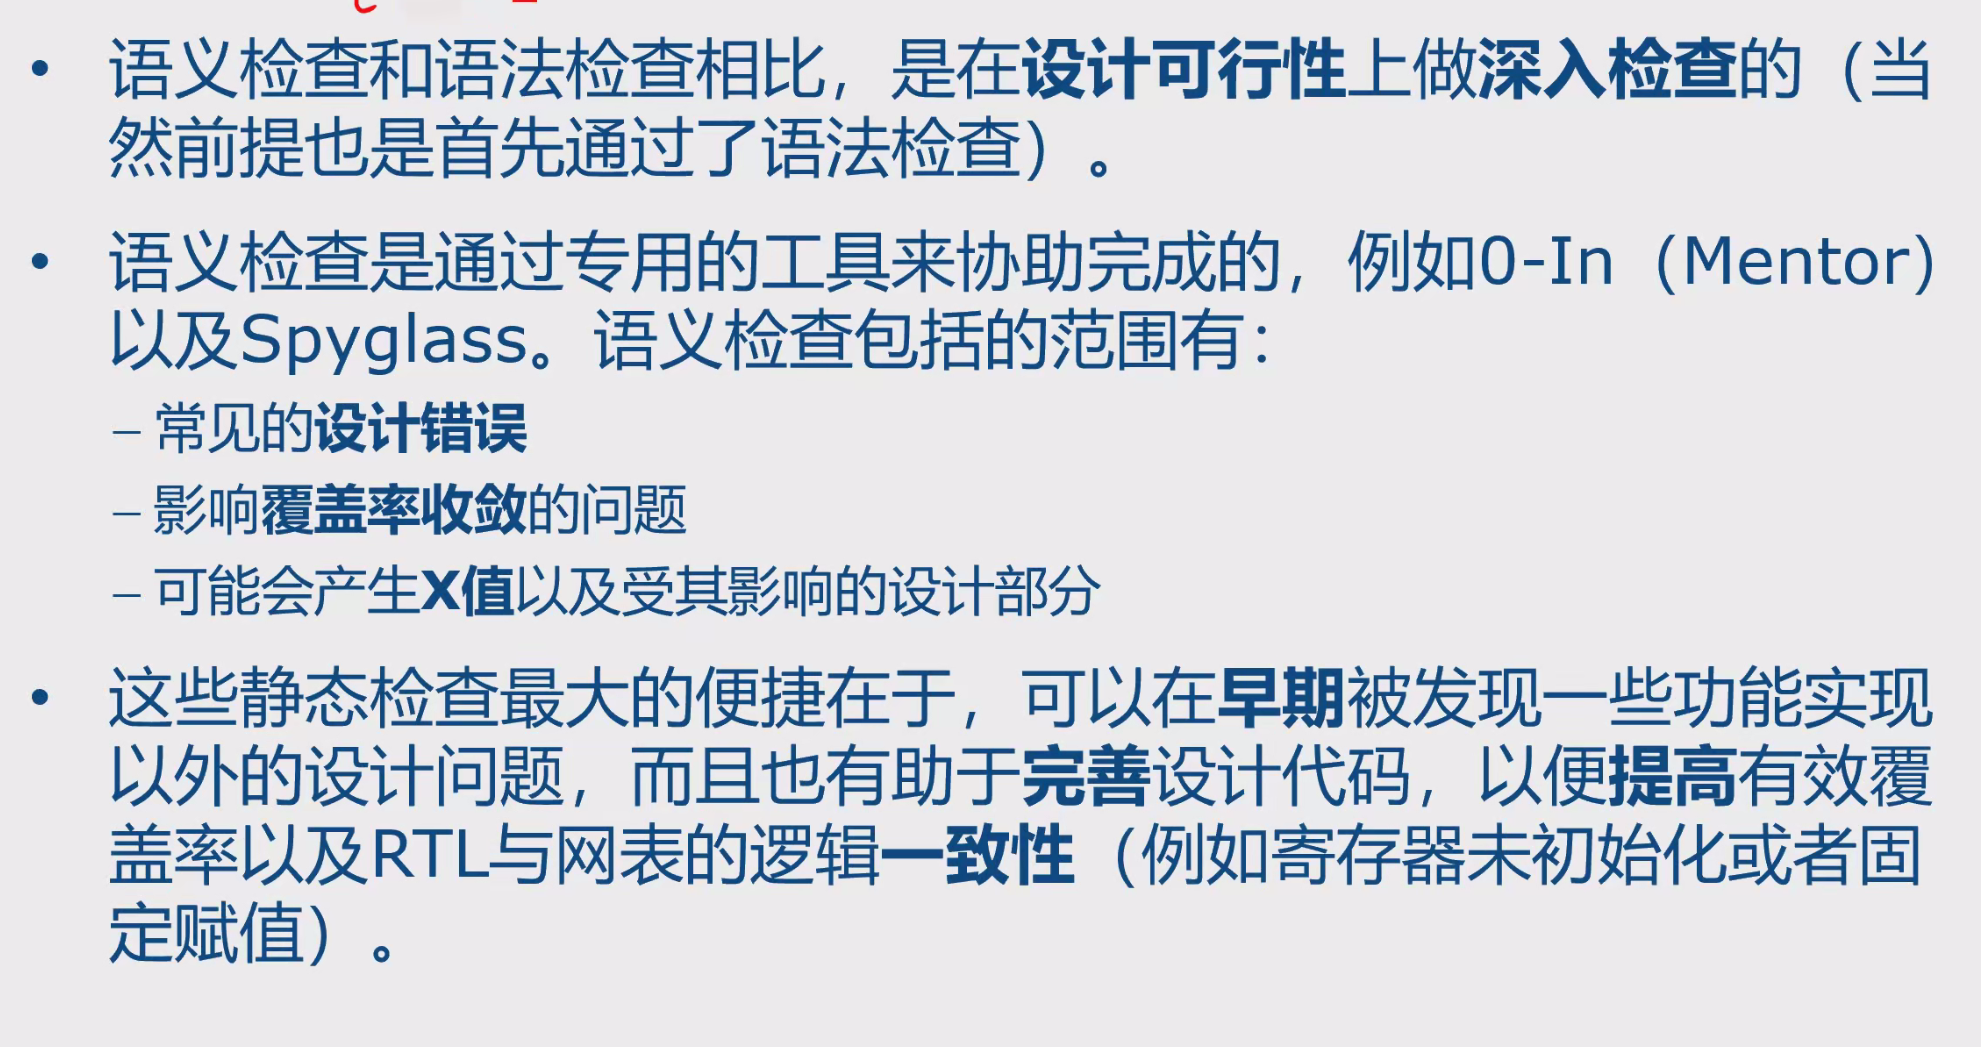 • 语义检查和语法检查相比，是在设计可行性上做深入检查的（当
然前提也是首先通过了语法检查）。
• 语义检查是通过专用的工具来协助完成的，例如0-In（Mentor）
以及Spyglass。语义检查包括的范围有：
– 常见的设计错误
– 影响覆盖率收敛的问题
– 可能会产生X值以及受其影响的设计部分
• 这些静态检查最大的便捷在于，可以在早期被发现一些功能实现
以外的设计问题，而且也有助于完善设计代码，以便提高有效覆
盖率以及RTL与网表的逻辑一致性（例如寄存器未初始化或者固
定赋值）。